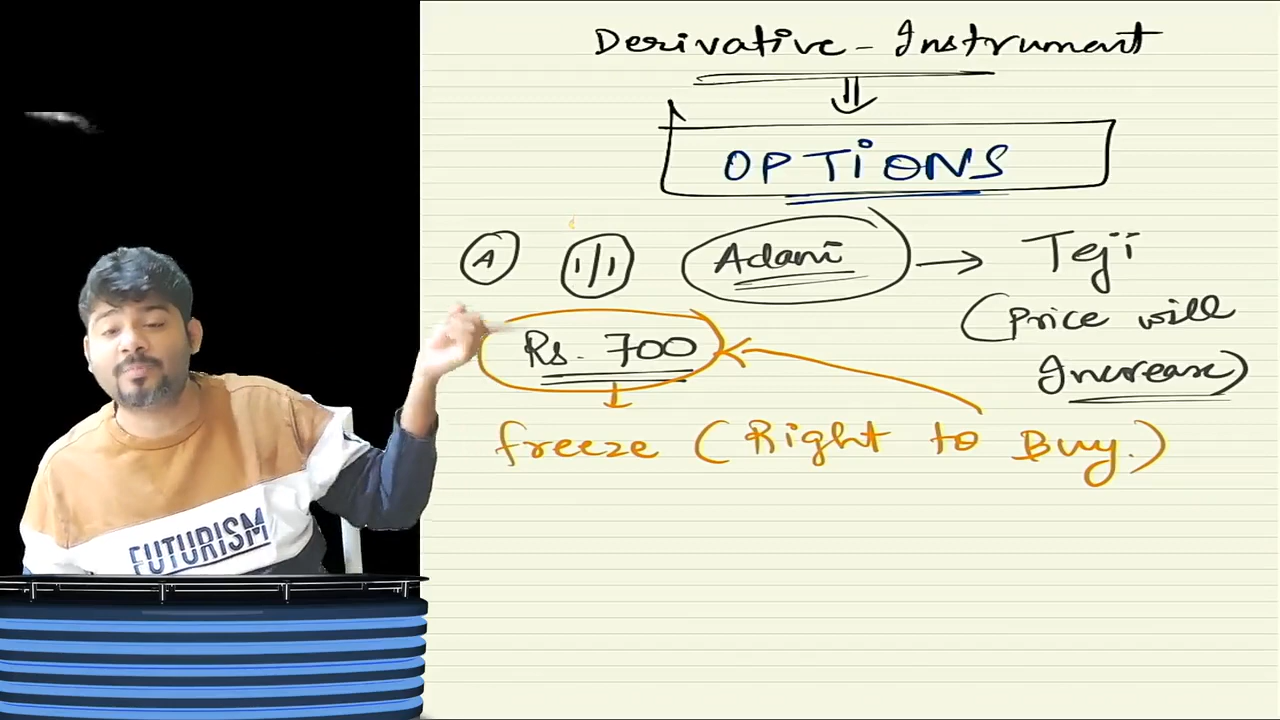 Derivative - Instrument
OPTIONS
A 1/1 Adani → Teji
(Price will
Increase)
Rs. 700
freeze (Right to Buy.)
FUTURISM